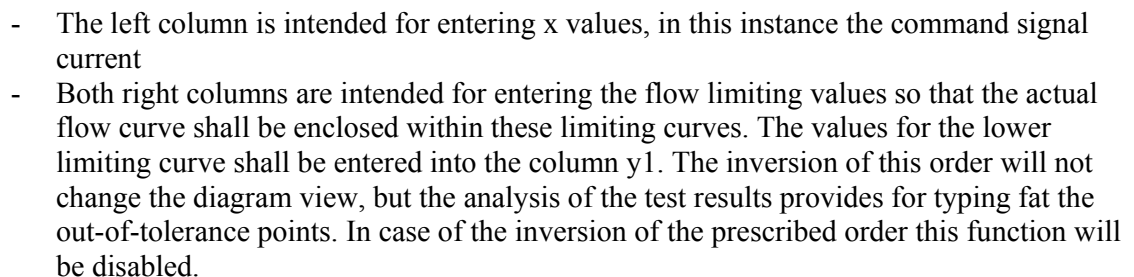 - The left column is intended for entering x values, in this instance the command signal
current
- Both right columns are intended for entering the flow limiting values so that the actual
flow curve shall be enclosed within these limiting curves. The values for the lower
limiting curve shall be entered into the column y1. The inversion of this order will not
change the diagram view, but the analysis of the test results provides for typing fat the
out-of-tolerance points. In case of the inversion of the prescribed order this function will
be disabled.